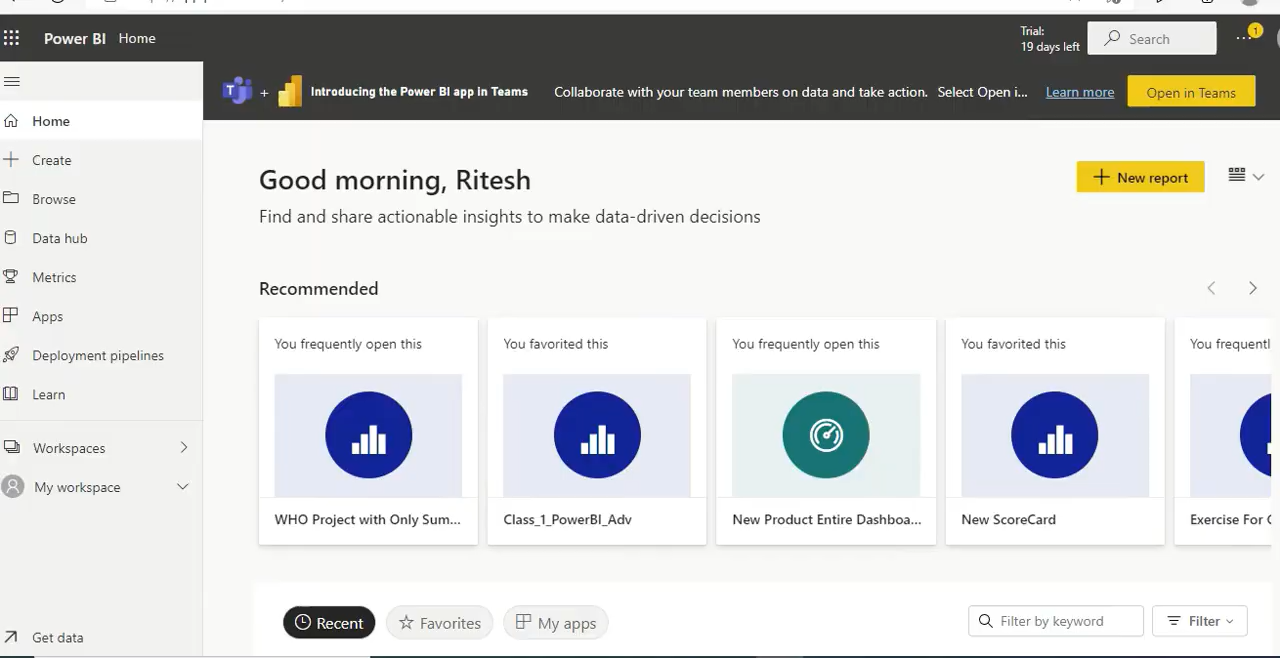 Power BI Home
Trial:
19 days left
Search
1
Introducing the Power BI app in Teams Collaborate with your team members on data and take action. Select Open i... Learn more Open in Teams
Home
Create
Browse
Data hub
Metrics
Apps
Deployment pipelines
Learn
Workspaces
My workspace
Get data
Good morning, Ritesh
Find and share actionable insights to make data-driven decisions
New report
Recommended
You frequently open this
WHO Project with Only Sum...
You favorited this
Class_1_PowerBI_Adv
You frequently open this
New Product Entire Dashboa...
You favorited this
New ScoreCard
You frequentl
Exercise For
Recent Favorites My apps
Filter by keyword Filter